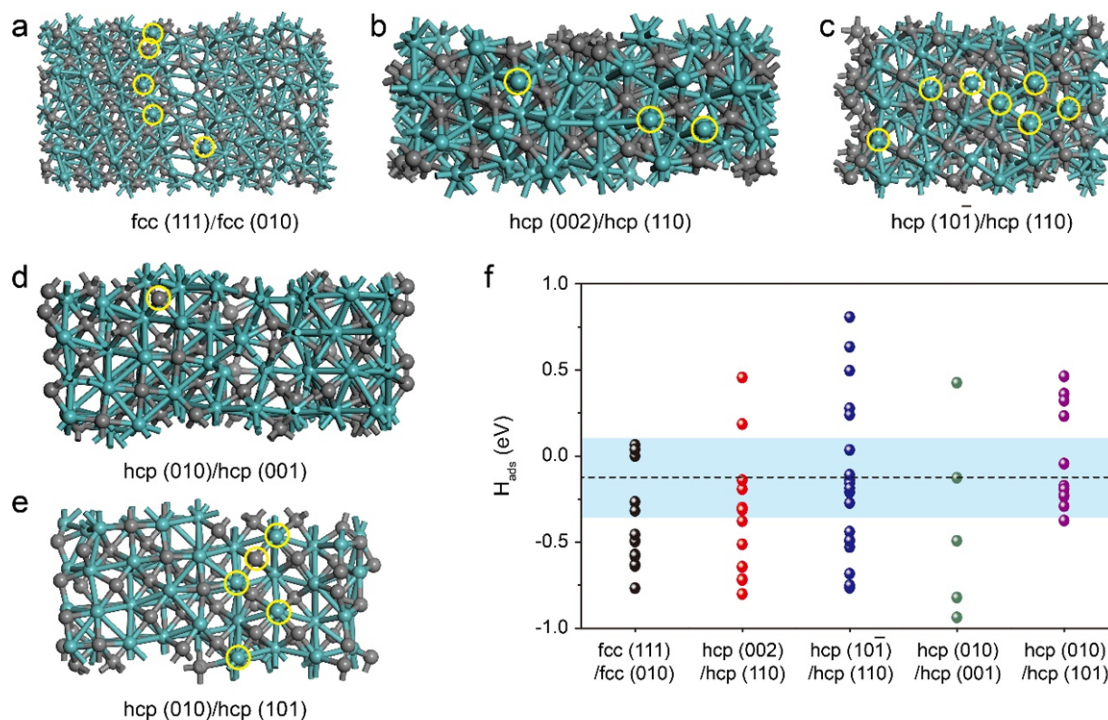 a
b
c
fcc (111)/fcc (010)
hcp (002)/hcp (110)
hcp (101̅)/hcp (110)
d
f
hcp (010)/hcp (001)
e
hcp (010)/hcp (101)
H_ads (eV)
1.0
0.5
0.0
-0.5
-1.0
fcc (111) hcp (002) hcp (101̅) hcp (010) hcp (010)
/fcc (010) /hcp (110) /hcp (110) /hcp (001) /hcp (101)